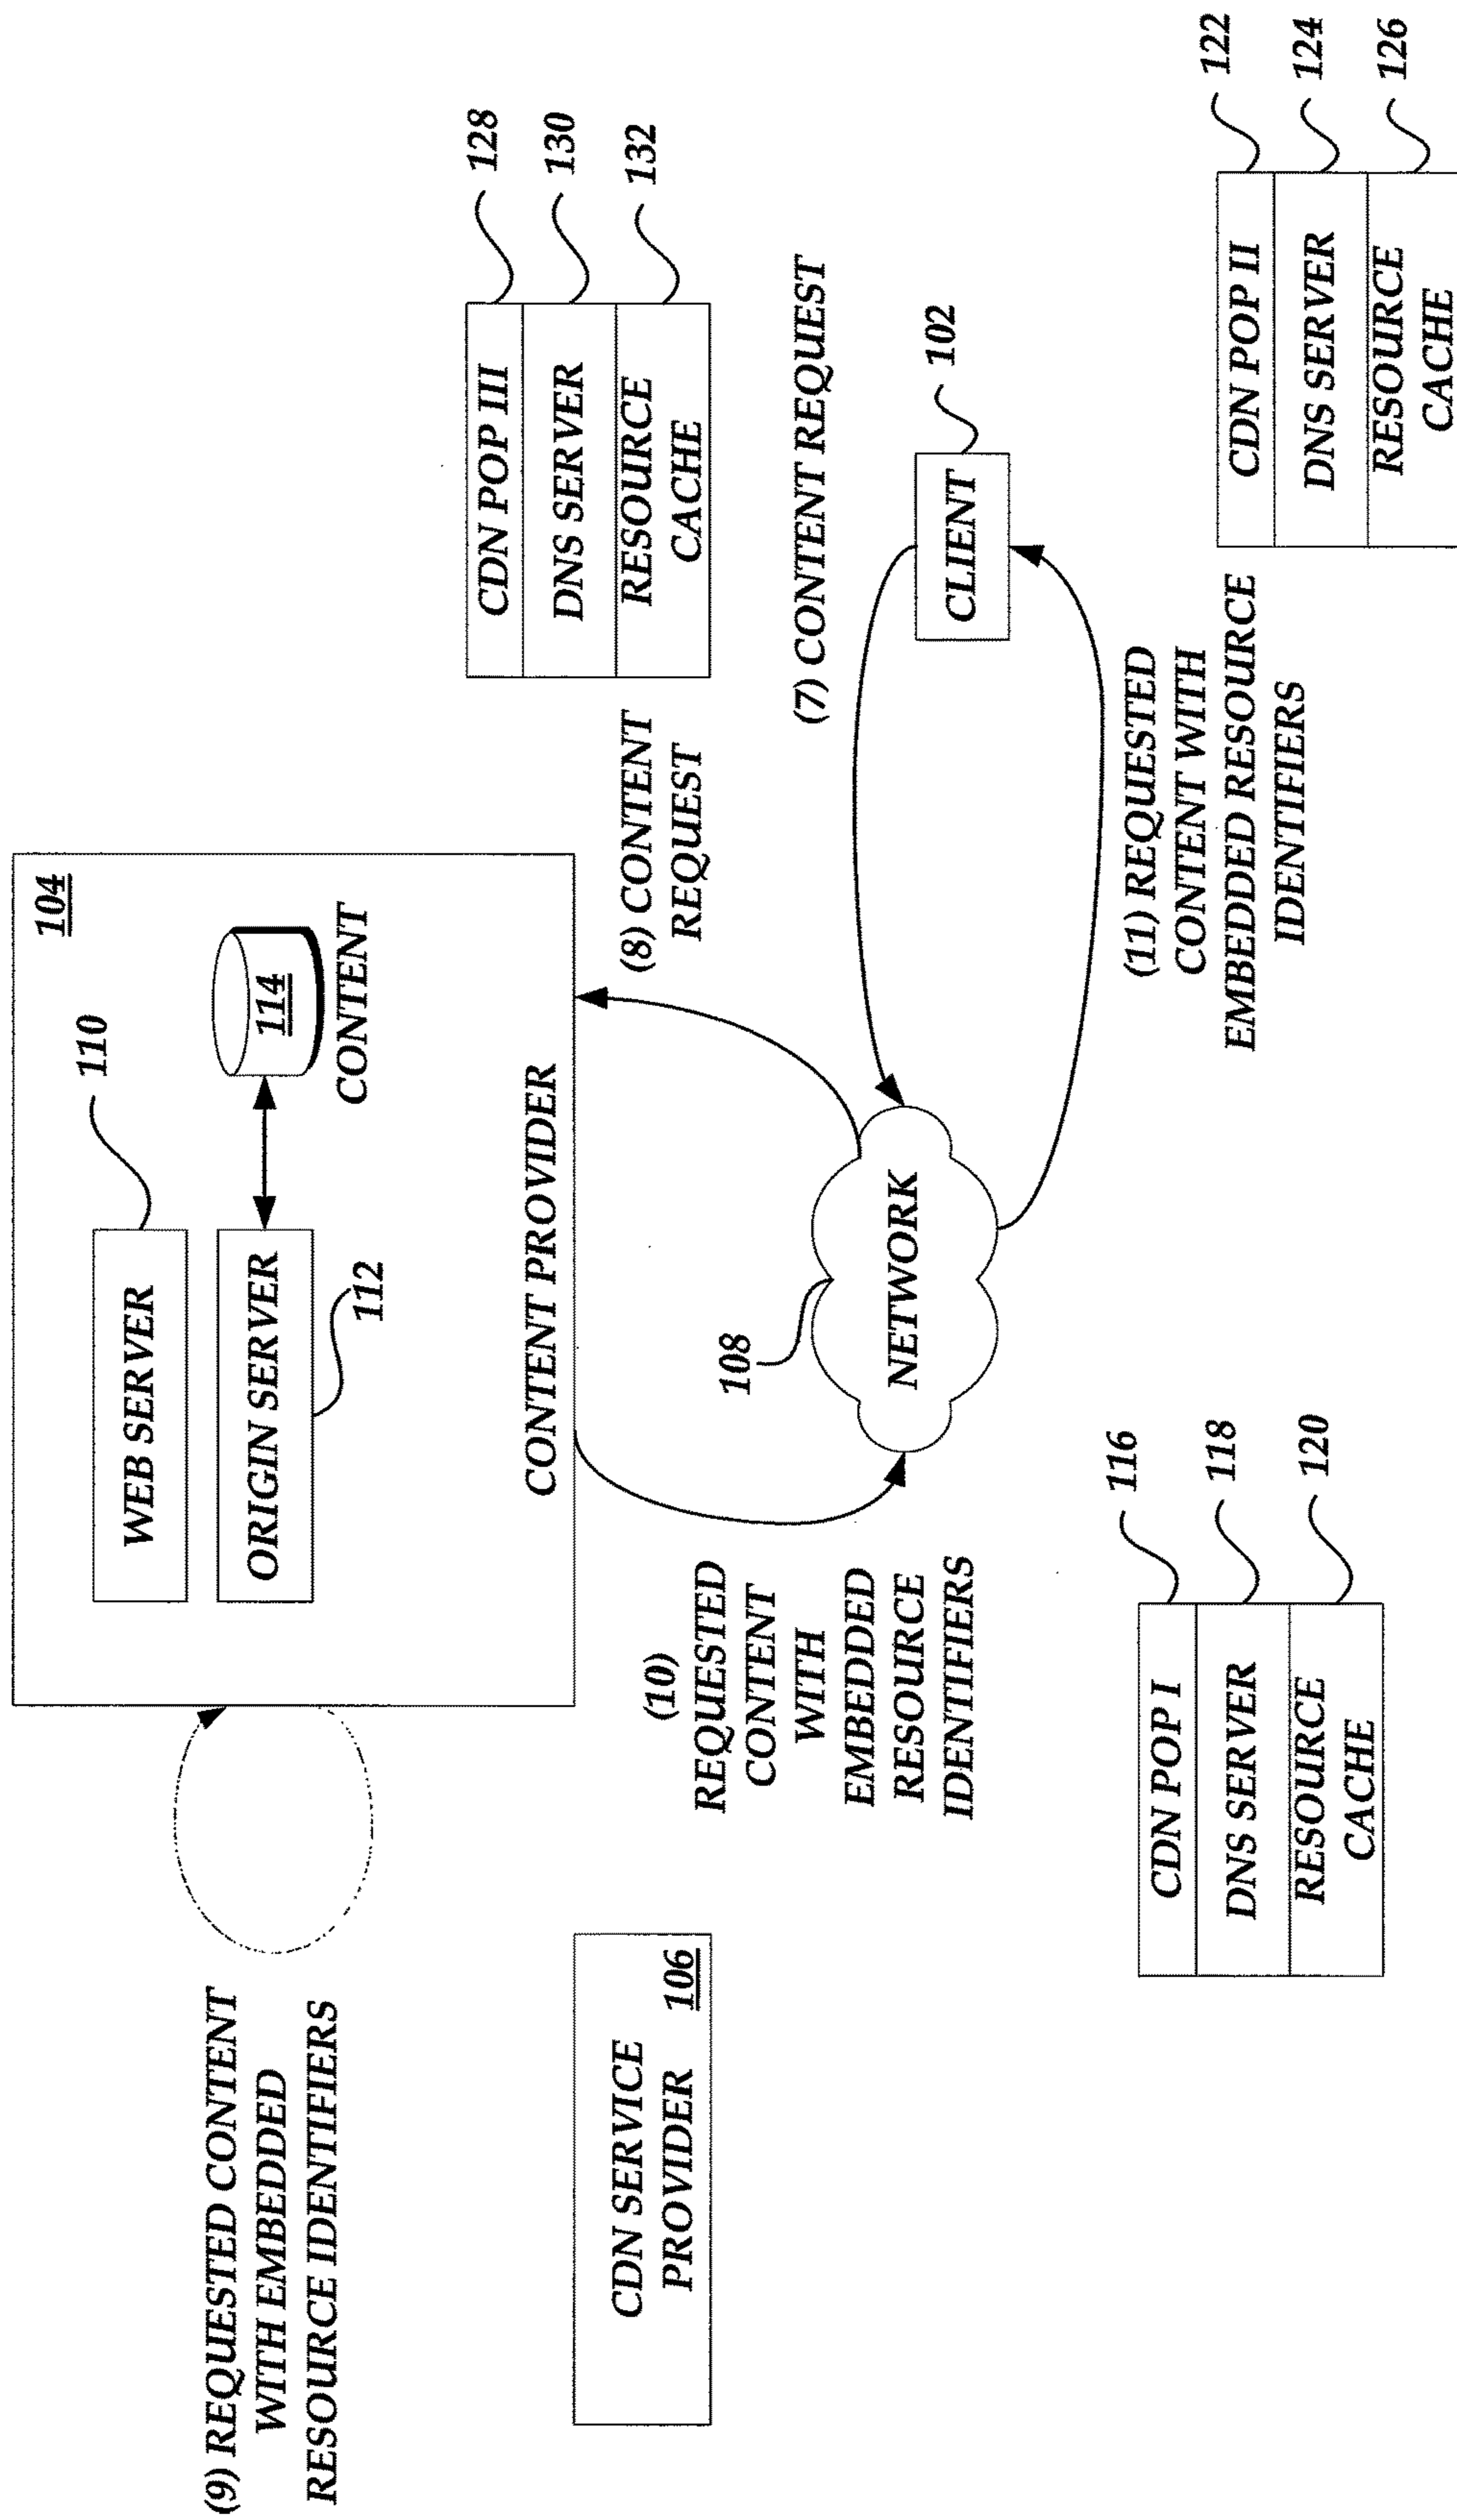 (9) REQUESTED CONTENT
WITH EMBEDDED
RESOURCE IDENTIFIERS
104
WEB SERVER
110
ORIGIN SERVER
112
114
CONTENT
CONTENT PROVIDER
CDN SERVICE
PROVIDER
106
(10)
REQUESTED
CONTENT
WITH
EMBEDDED
RESOURCE
IDENTIFIERS
108
NETWORK
(8) CONTENT
REQUEST
CDN POP III
128
DNS SERVER
130
RESOURCE
CACHE
132
(7) CONTENT REQUEST
CLIENT
102
(11) REQUESTED
CONTENT WITH
EMBEDDED RESOURCE
IDENTIFIERS
CDN POP I
116
DNS SERVER
118
RESOURCE
CACHE
120
CDN POP II
122
DNS SERVER
124
RESOURCE
CACHE
126